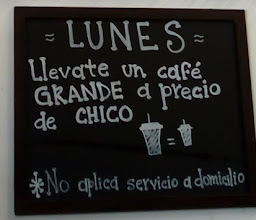 ≈ LUNES ≈
Llevate un café
GRANDE a precio
de CHICO
=
*No aplica servicio a domicilio